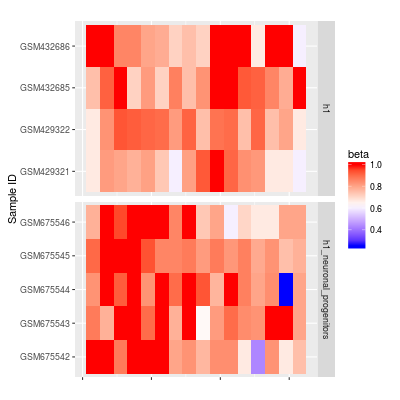 GSM432686
GSM432685
GSM429322
GSM429321
h1
GSM675546
GSM675545
GSM675544
GSM675543
GSM675542
h1_neuronal_progenitors
Sample ID
beta
1.0
0.8
0.6
0.4